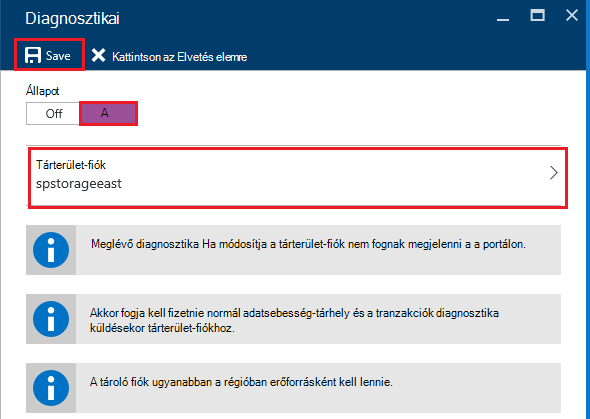 Diagnosztikai
Save Kattintson az Elvetés elemre
Állapot
Off A
Tárterület-fiók
spstorageeast
Meglévő diagnosztika Ha módosítja a tárterület-fiók nem fognak megjelenni a a portálon.
Akkor fogja kell fizetnie normál adatsebesség-tárhely és a tranzakciók diagnosztika
küldésekor tárterület-fiókhoz.
A tároló fiók ugyanabban a régióban erőforrásként kell lennie.